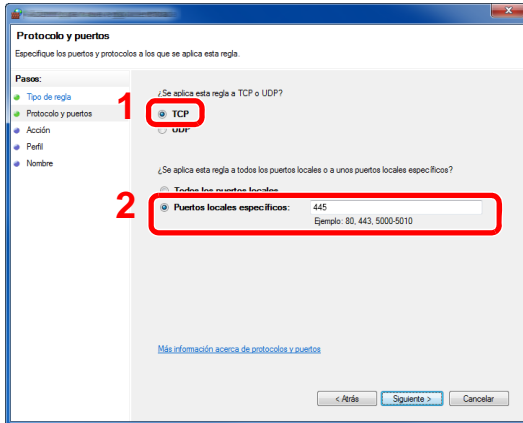 Protocolo y puertos
Especifique los puertos y protocolos a los que se aplica esta regla.
Pasos:
Tipo de regla
Protocolo y puertos
Acción
Perfil
Nombre
¿Se aplica esta regla a TCP o UDP?
1
TCP
UDP
¿Se aplica esta regla a todos los puertos locales o a unos puertos locales específicos?
Todos los puertos locales
2
Puertos locales específicos: 445
Ejemplo: 80, 443, 5000-5010
Más información acerca de protocolos y puertos
< Atrás Siguiente > Cancelar